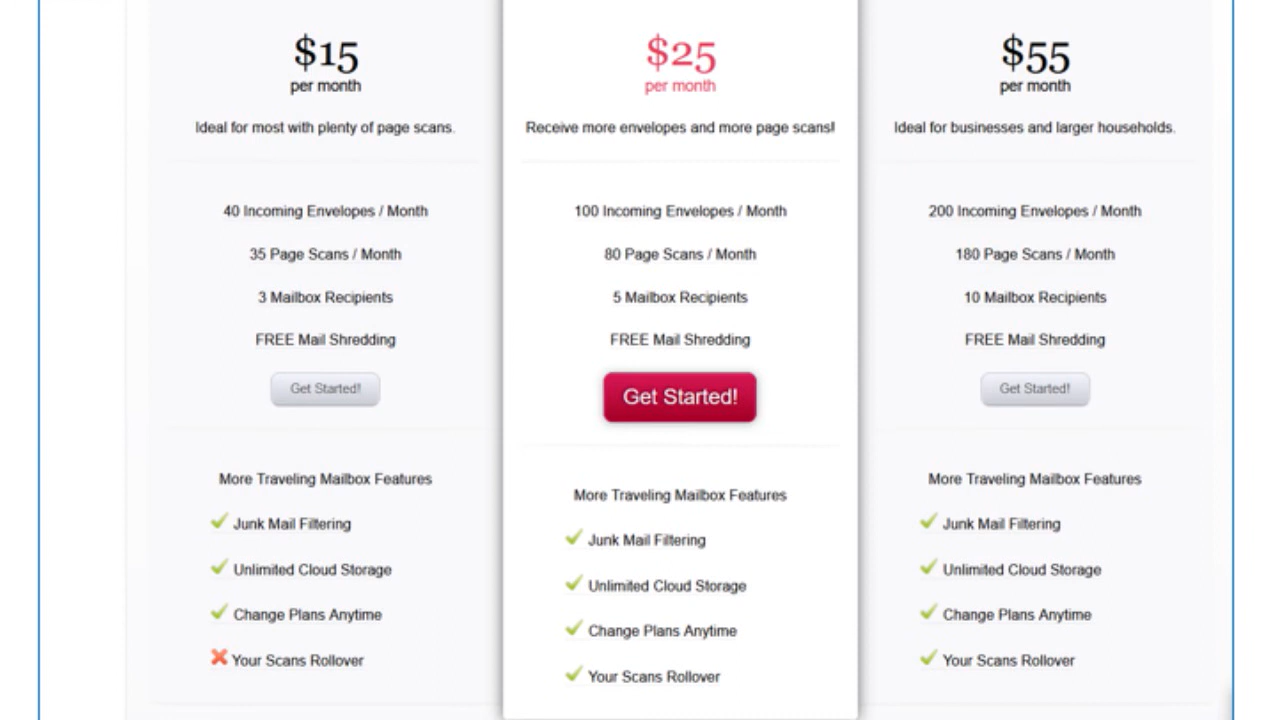 $15
per month
Ideal for most with plenty of page scans.
40 Incoming Envelopes / Month
35 Page Scans / Month
3 Mailbox Recipients
FREE Mail Shredding
Get Started!
More Traveling Mailbox Features
Junk Mail Filtering
Unlimited Cloud Storage
Change Plans Anytime
Your Scans Rollover
$25
per month
Receive more envelopes and more page scans!
100 Incoming Envelopes / Month
80 Page Scans / Month
5 Mailbox Recipients
FREE Mail Shredding
Get Started!
More Traveling Mailbox Features
Junk Mail Filtering
Unlimited Cloud Storage
Change Plans Anytime
Your Scans Rollover
$55
per month
Ideal for businesses and larger households.
200 Incoming Envelopes / Month
180 Page Scans / Month
10 Mailbox Recipients
FREE Mail Shredding
Get Started!
More Traveling Mailbox Features
Junk Mail Filtering
Unlimited Cloud Storage
Change Plans Anytime
Your Scans Rollover